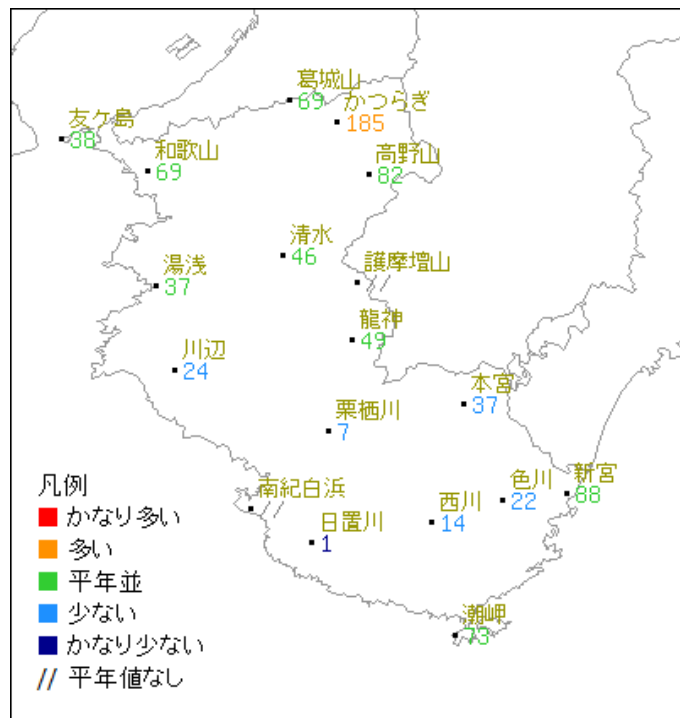 葛城山
69
かつらぎ
185
友ケ島
38
和歌山
69
高野山
82
清水
46
護摩壇山
//
湯浅
37
龍神
49
川辺
24
本宮
37
栗栖川
7
南紀白浜
//
日置川
1
西川
14
色川
22
新宮
88
潮岬
73
凡例
かなり多い
多い
平年並
少ない
かなり少ない
// 平年値なし